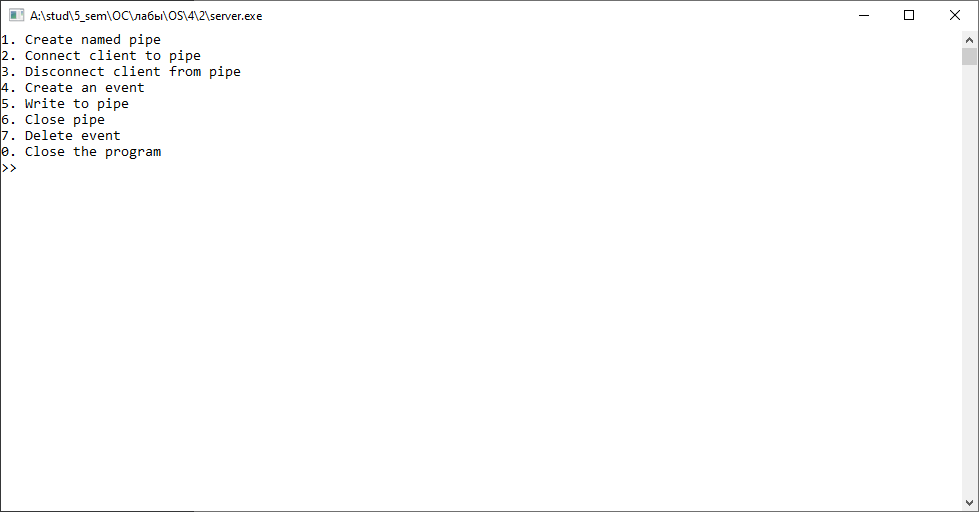 A:\stud\5_sem\ОС\лабы\OS\4\2\server.exe
1. Create named pipe
2. Connect client to pipe
3. Disconnect client from pipe
4. Create an event
5. Write to pipe
6. Close pipe
7. Delete event
0. Close the program
>>